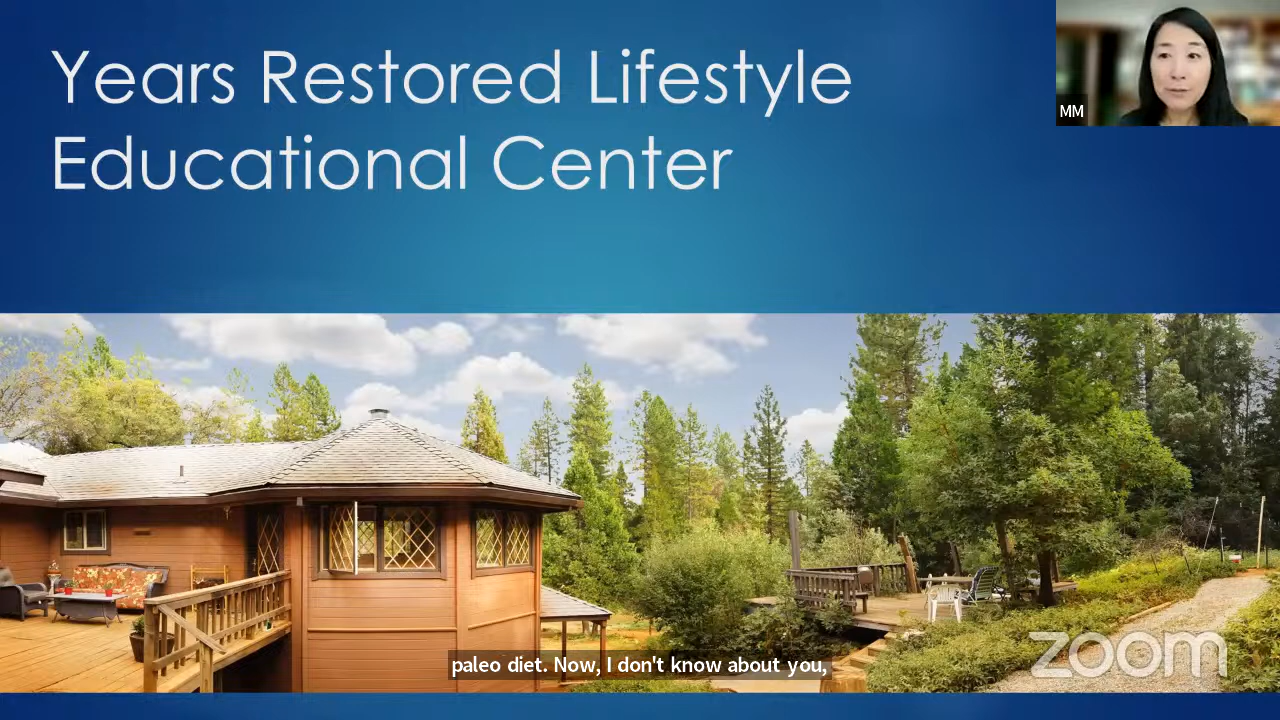 Years Restored Lifestyle
Educational Center
MM
paleo diet. Now, I don't know about you,
zoom